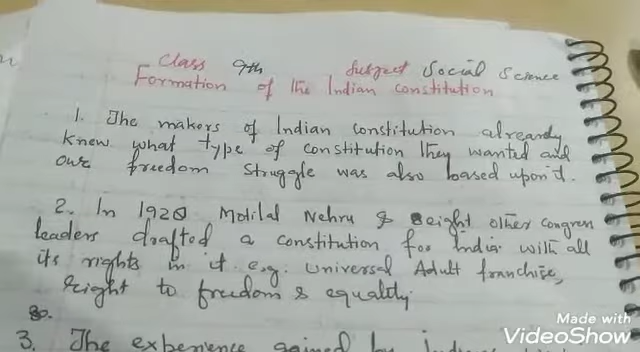 Class 9th Subject Social Science
Formation of the Indian constitution
1. The makers of Indian constitution already
knew what type of constitution they wanted and
our freedom struggle was also based upon it.
2. In 1928 Motilal Nehru & eight other congress
leaders drafted a constitution for India with all
its rights in it e.g. Universal Adult franchise,
Right to freedom & equality.
3. The experience gained by
Made with
VideoShow